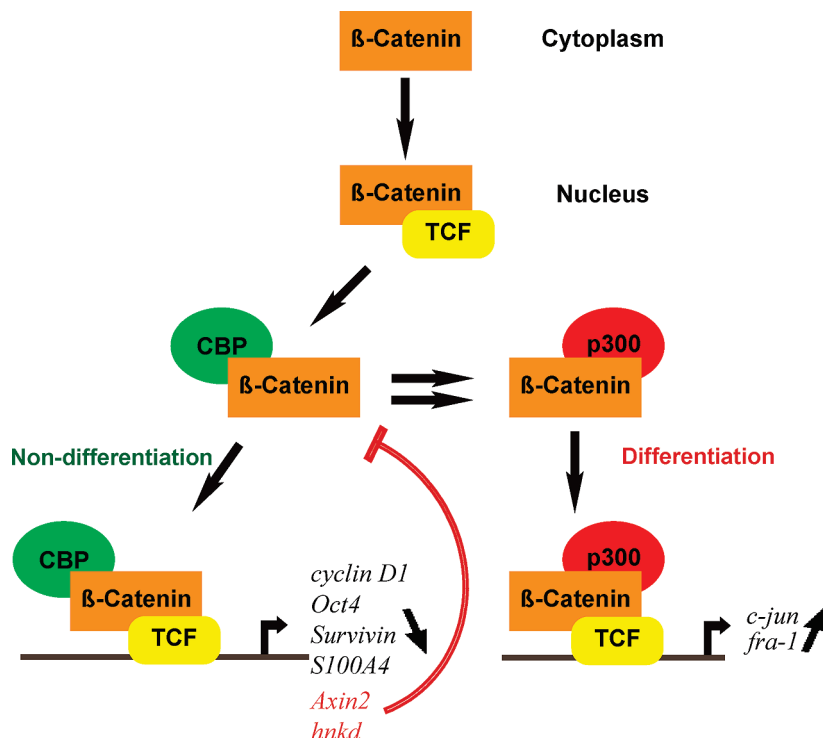 ß-Catenin
Cytoplasm
ß-Catenin
Nucleus
TCF
CBP
ß-Catenin
p300
ß-Catenin
Non-differentiation
Differentiation
CBP
ß-Catenin
TCF
cyclin D1
Oct4
Survivin
S100A4
Axin2
hnkd
p300
ß-Catenin
TCF
c-jun
fra-1